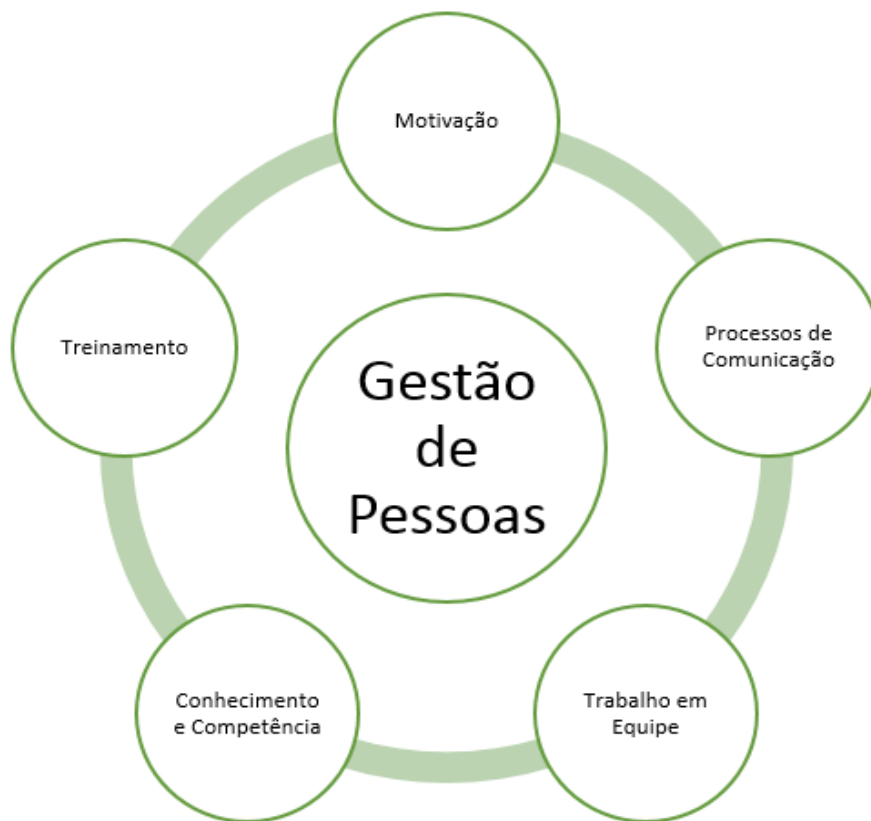 Motivação
Processos de
Comunicação
Trabalho em
Equipe
Conhecimento
e Competência
Treinamento
Gestão
de
Pessoas